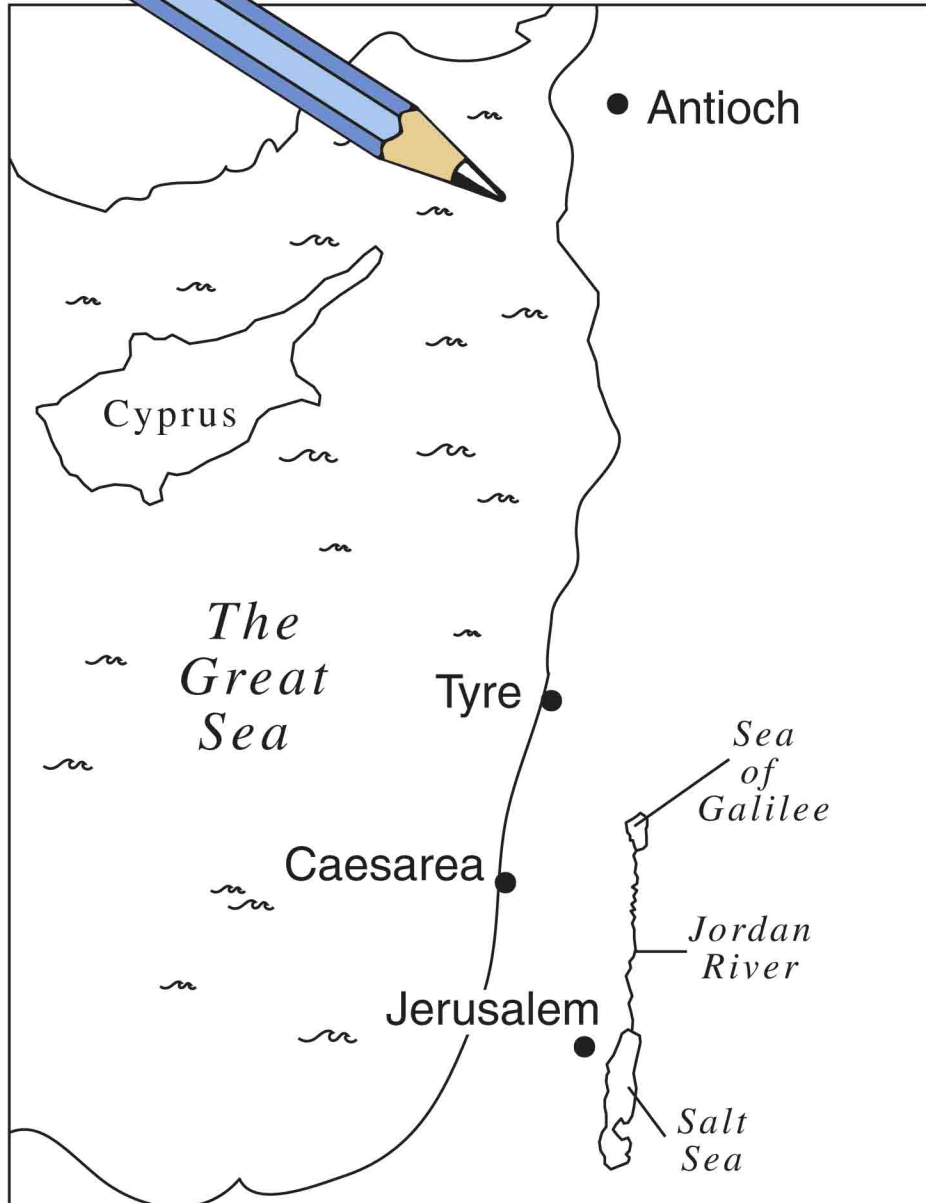 Antioch
Cyprus
The
Great
Sea
Tyre
Sea
of
Galilee
Caesarea
Jordan
River
Jerusalem
Salt
Sea